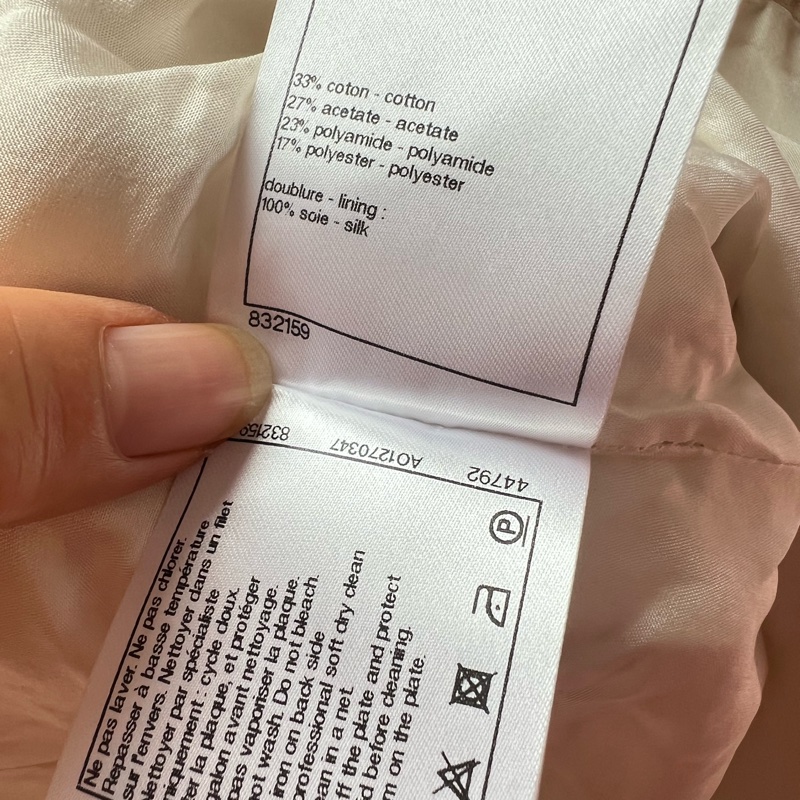 33% coton - cotton
27% acetate - acetate
23% polyamide - polyamide
17% polyester - polyester
doublure - lining :
100% soie - silk
832159
832159 A01270347 44792
Ne pas laver. Ne pas chlorer.
Repasser à basse température
sur l'envers. Nettoyer dans un filet
Nettoyer par spécialiste
niquement : cycle doux.
ter la plaque, et protéger
galon avant nettoyage.
pas vaporiser la plaque.
not wash. Do not bleach.
iron on back side
professional soft dry clean
ean in a net.
ff the plate and protect
d before cleaning.
m on the plate.
P